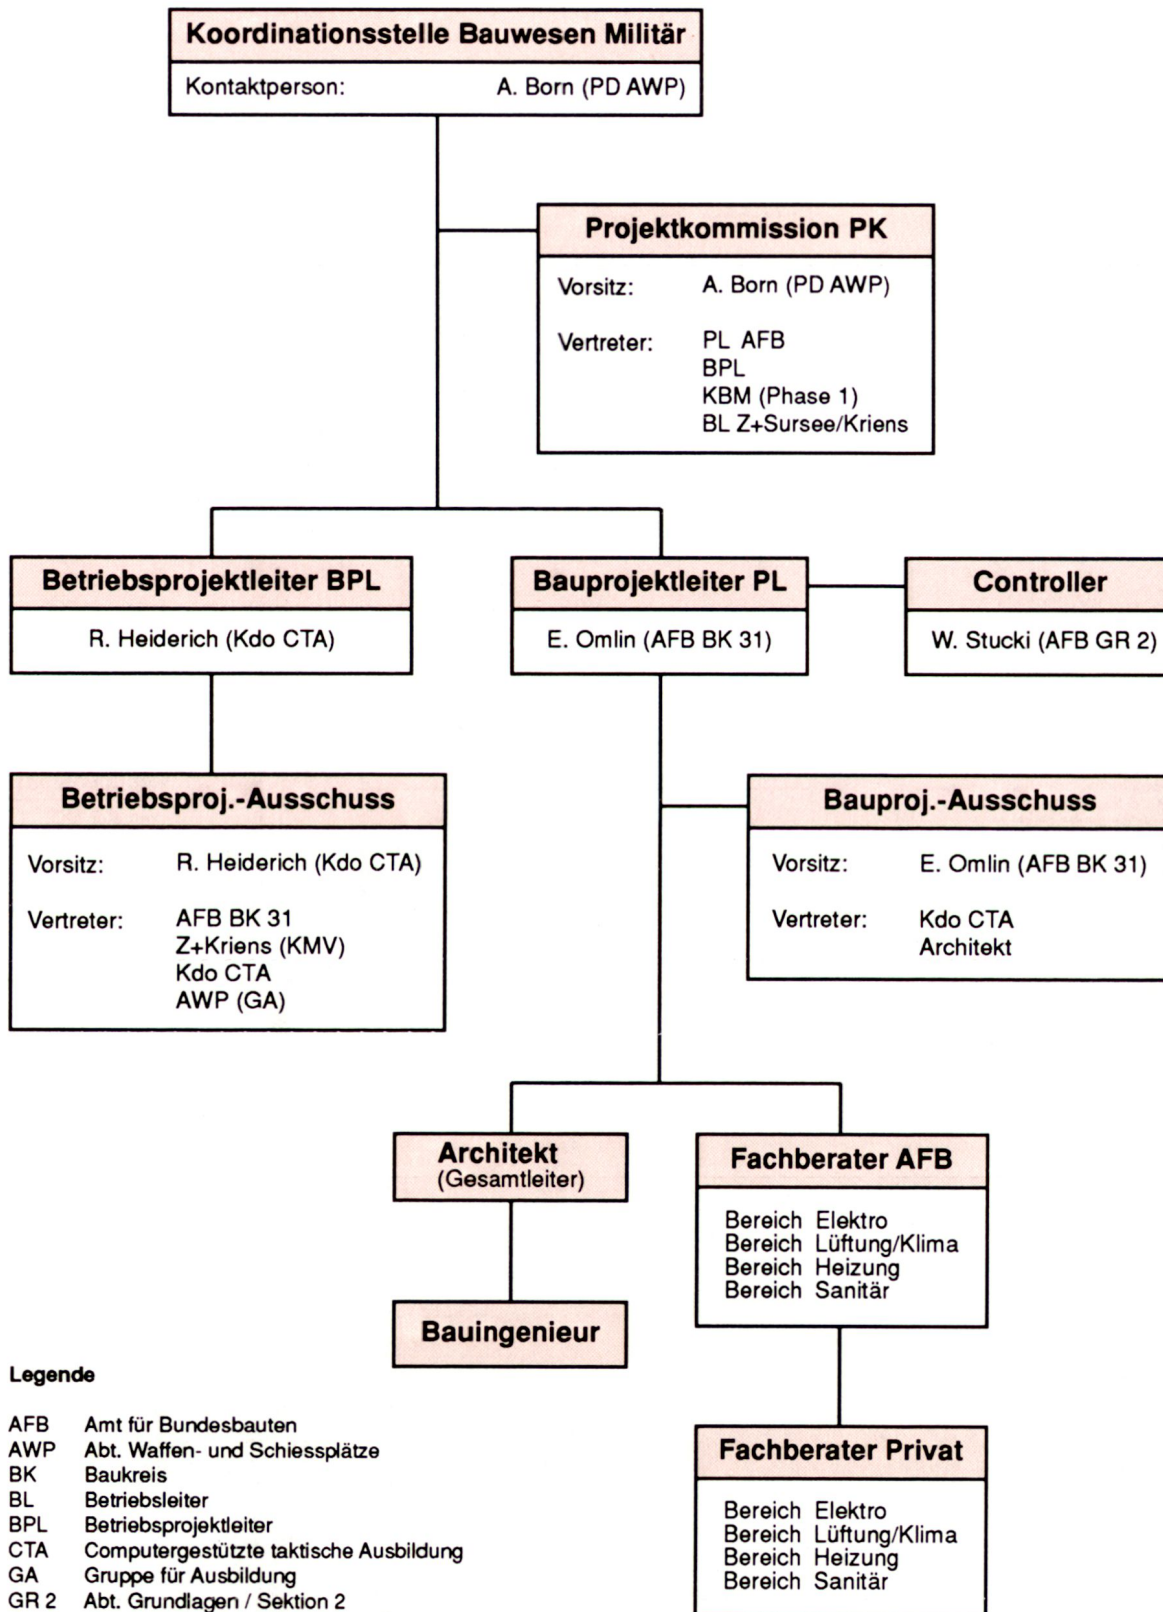 Koordinationsstelle Bauwesen Militär
Kontaktperson: A. Born (PD AWP)
Projektkommission PK
Vorsitz: A. Born (PD AWP)
Vertreter: PL AFB
BPL
KBM (Phase 1)
BL Z+Sursee/Kriens
Betriebsprojektleiter BPL
R. Heiderich (Kdo CTA)
Bauprojektleiter PL
E. Omlin (AFB BK 31)
Controller
W. Stucki (AFB GR 2)
Betriebsproj.-Ausschuss
Vorsitz: R. Heiderich (Kdo CTA)
Vertreter: AFB BK 31
Z+Kriens (KMV)
Kdo CTA
AWP (GA)
Bauproj.-Ausschuss
Vorsitz: E. Omlin (AFB BK 31)
Vertreter: Kdo CTA
Architekt
Architekt
(Gesamtleiter)
Bauingenieur
Fachberater AFB
Bereich Elektro
Bereich Lüftung/Klima
Bereich Heizung
Bereich Sanitär
Fachberater Privat
Bereich Elektro
Bereich Lüftung/Klima
Bereich Heizung
Bereich Sanitär
Legende
AFB Amt für Bundesbauten
AWP Abt. Waffen- und Schiessplätze
BK Baukreis
BL Betriebsleiter
BPL Betriebsprojektleiter
CTA Computergestützte taktische Ausbildung
GA Gruppe für Ausbildung
GR 2 Abt. Grundlagen / Sektion 2